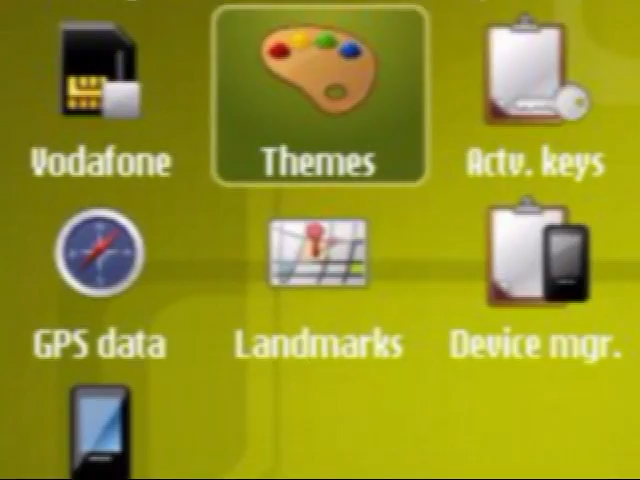 Vodafone
Themes
Actv. keys
GPS data
Landmarks
Device mgr.